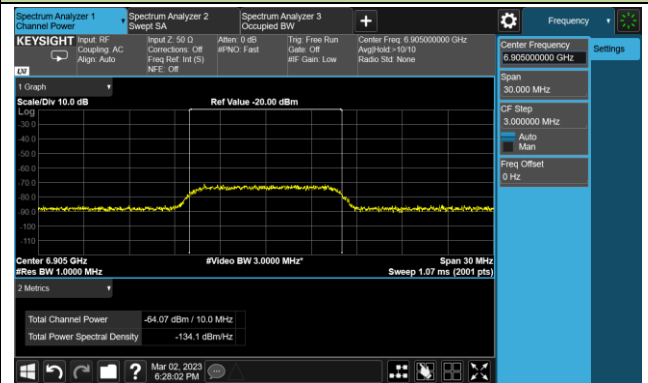 Spectrum Analyzer 1
Channel Power
Spectrum Analyzer 2
Swept SA
Spectrum Analyzer 3
Occupied BW
Frequency
KEYSIGHT
Input: RF
Coupling: AC
Align: Auto
Input Z: 50 Ω
Corrections: Off
Freq Ref: Int (S)
NFE: Off
Atten: 0 dB
#PNO: Fast
Trig: Free Run
Gate: Off
#IF Gain: Low
Center Freq: 6.905000000 GHz
Avg|Hold:>10/10
Radio Std: None
LXI
Center Frequency
6.905000000 GHz
Settings
Span
30.000 MHz
CF Step
3.000000 MHz
Auto
Man
Freq Offset
0 Hz
1 Graph
Scale/Div 10.0 dB
Ref Value -20.00 dBm
Log
-30.0
-40.0
-50.0
-60.0
-70.0
-80.0
-90.0
-100
-110
Center 6.905 GHz
#Video BW 3.0000 MHz*
Span 30 MHz
#Res BW 1.0000 MHz
Sweep 1.07 ms (2001 pts)
2 Metrics
Total Channel Power -64.07 dBm / 10.0 MHz
Total Power Spectral Density -134.1 dBm/Hz
?
Mar 02, 2023
6:28:02 PM